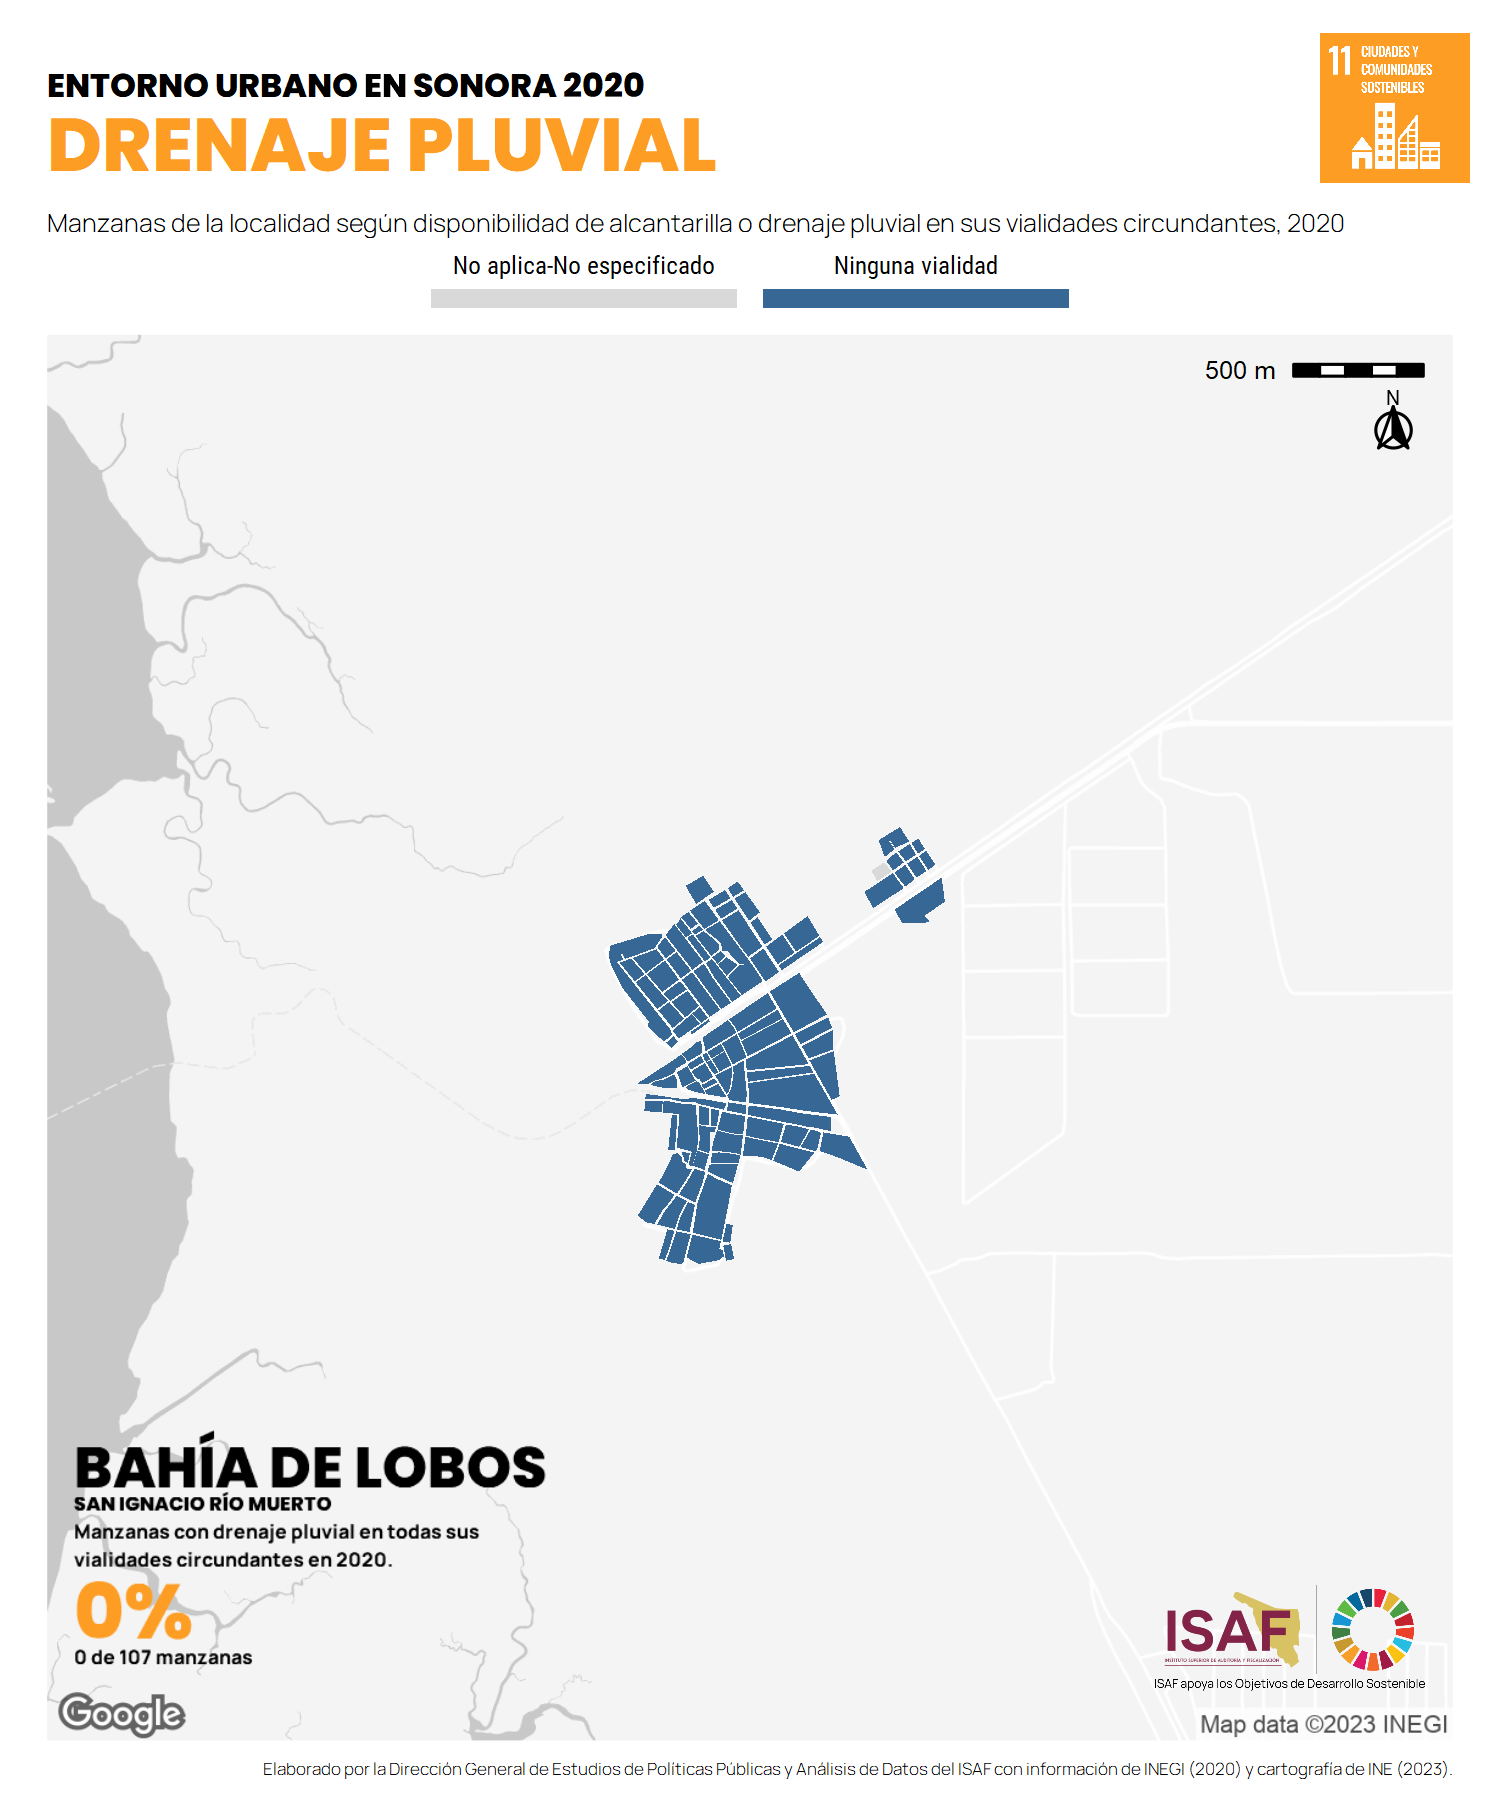 ENTORNO URBANO EN SONORA 2020
DRENAJE PLUVIAL
11 CIUDADES Y
COMUNIDADES
SOSTENIBLES
Manzanas de la localidad según disponibilidad de alcantarilla o drenaje pluvial en sus vialidades circundantes, 2020
No aplica-No especificado
Ninguna vialidad
500 m
N
BAHÍA DE LOBOS
SAN IGNACIO RÍO MUERTO
Manzanas con drenaje pluvial en todas sus
vialidades circundantes en 2020.
0%
0 de 107 manzanas
Google
ISAF
INSTITUTO SUPERIOR DE AUDITORÍA Y FISCALIZACIÓN
ISAF apoya los Objetivos de Desarrollo Sostenible
Map data ©2023 INEGI
Elaborado por la Dirección General de Estudios de Políticas Públicas y Análisis de Datos del ISAF con información de INEGI (2020) y cartografía de INE (2023).